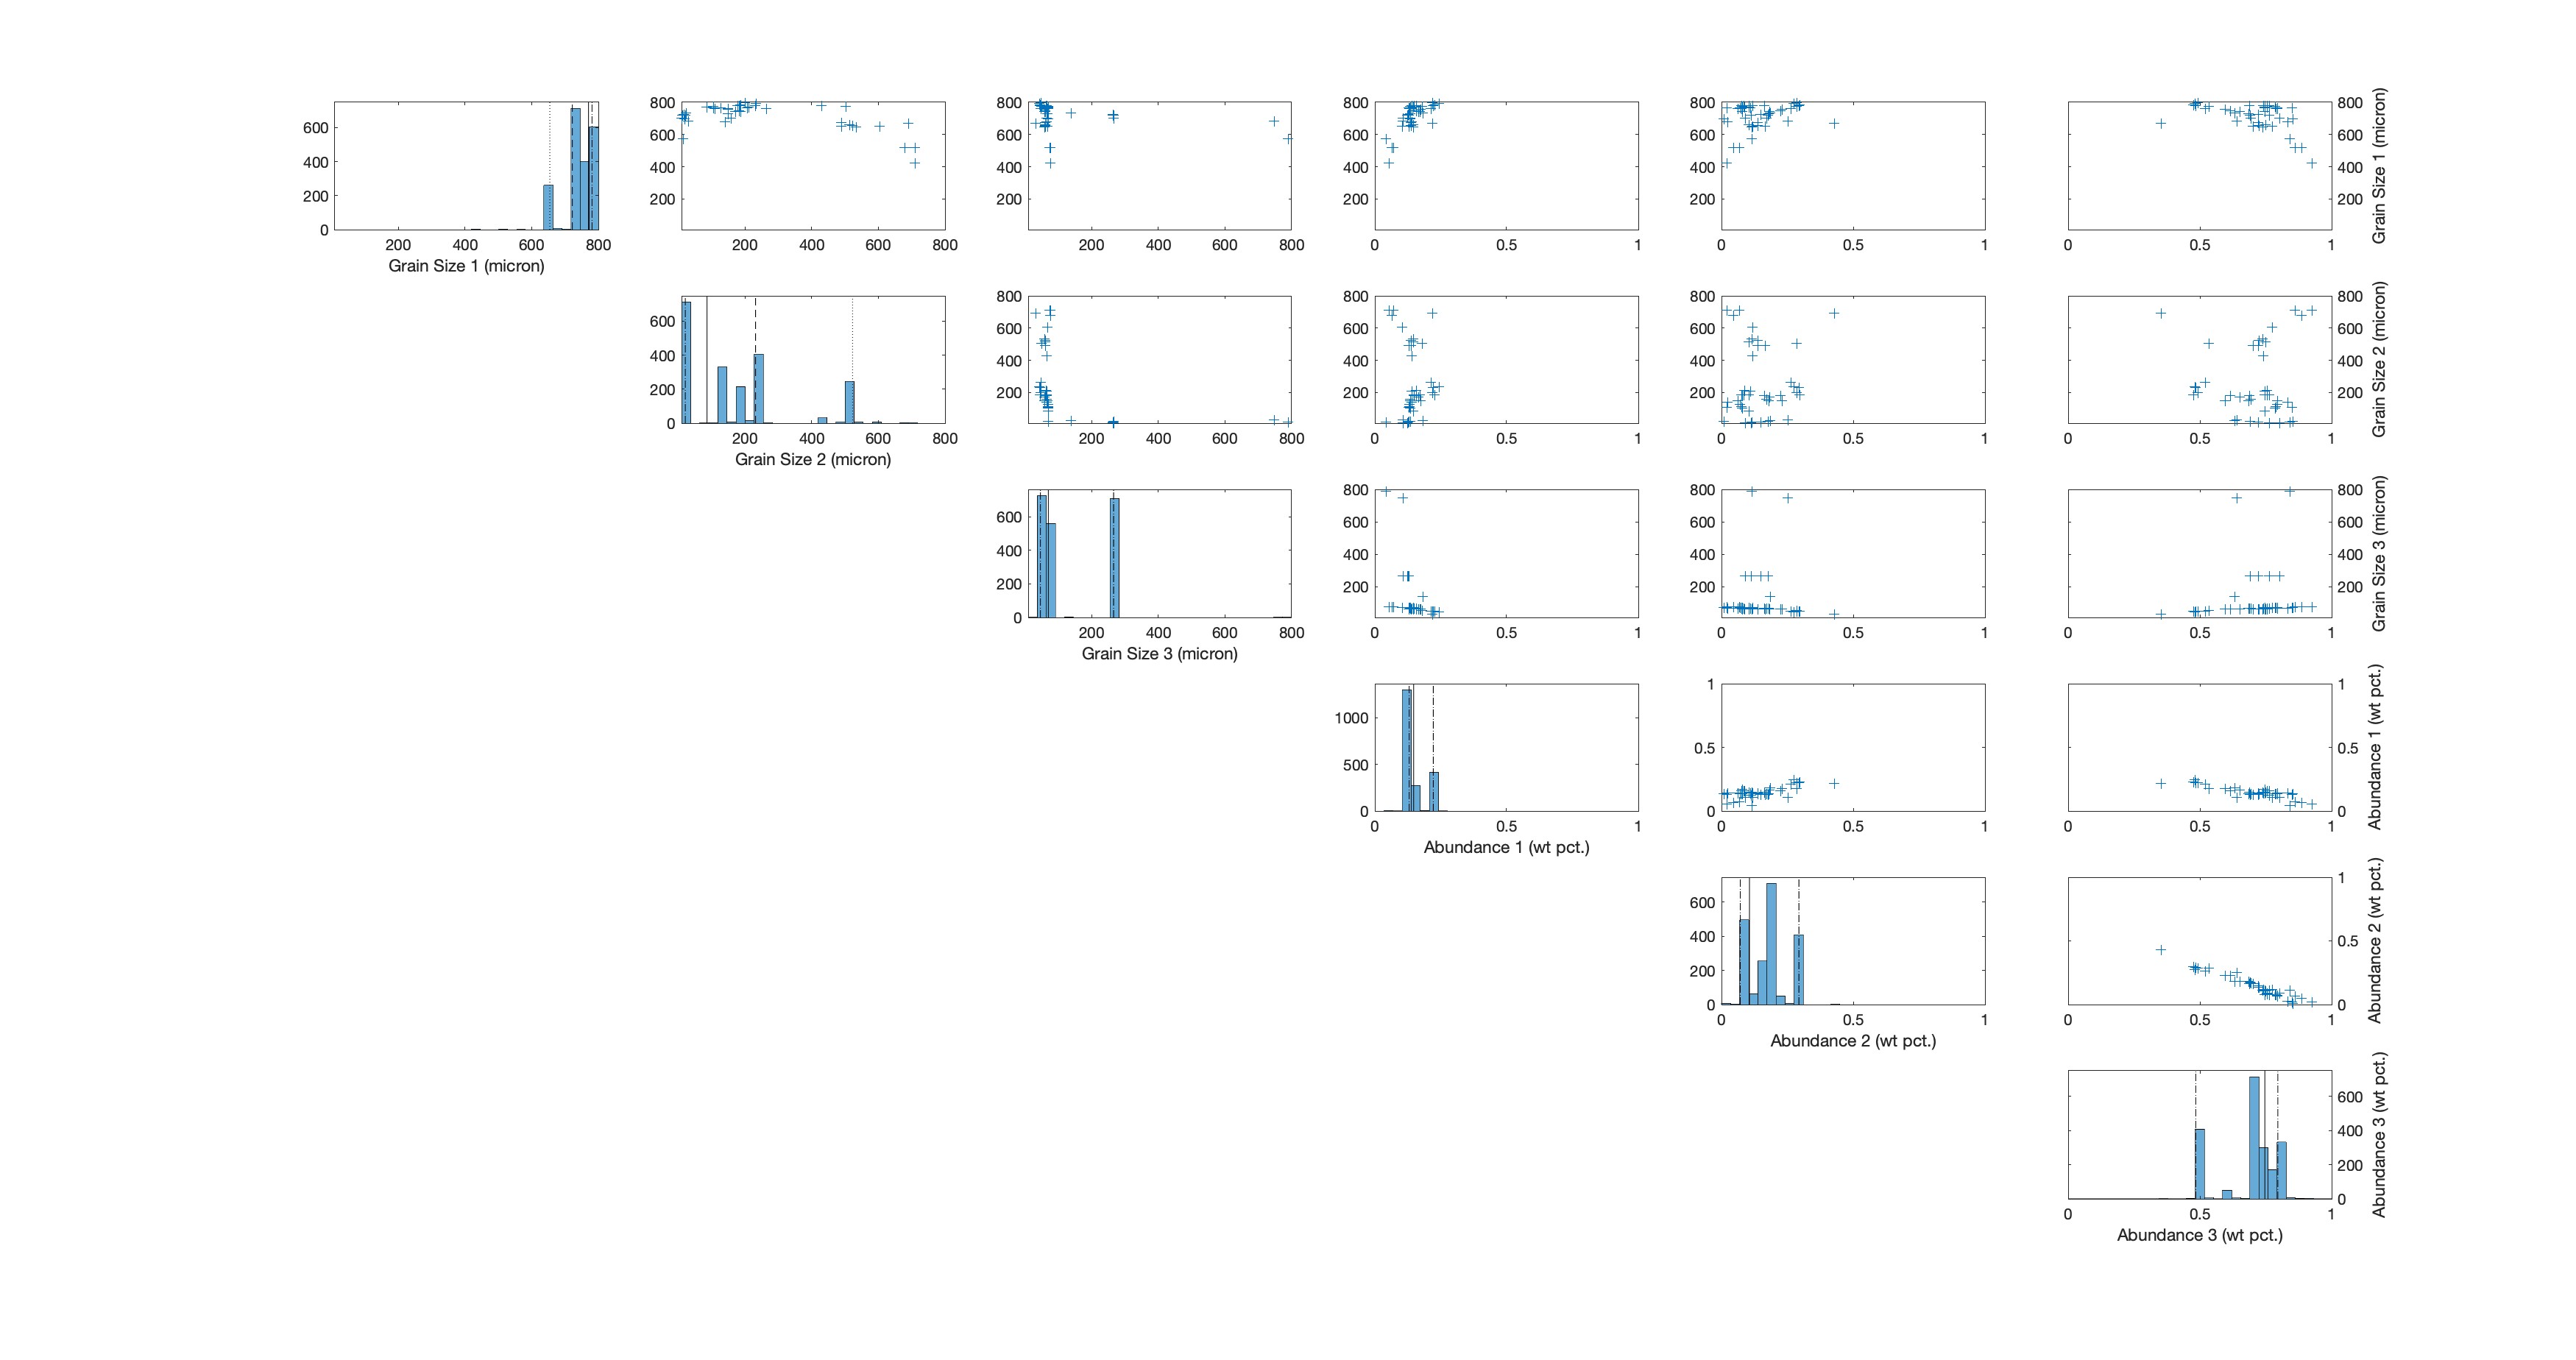 800 800 800 800 800
600 600 600 600 600 600
400 400 400 400 400 400
200 200 200 200 200 200
0
Grain Size 1 (micron)
200 400 600 800 200 400 600 800 200 400 600 800 0 0.5 1 0 0.5 1 0 0.5 1
Grain Size 1 (micron)
800 800 800 800
600 600 600 600 600
400 400 400 400 400
200 200 200 200 200
0
Grain Size 2 (micron)
200 400 600 800 200 400 600 800 0 0.5 1 0 0.5 1 0 0.5 1
Grain Size 2 (micron)
800 800 800
600 600 600 600
400 400 400 400
200 200 200 200
0
Grain Size 3 (micron)
200 400 600 800 0 0.5 1 0 0.5 1 0 0.5 1
Grain Size 3 (micron)
1 1
1000
0.5 0.5
500
0 0 0
Abundance 1 (wt pct.)
0 0.5 1 0 0.5 1 0 0.5 1
Abundance 1 (wt pct.)
1
600
400 0.5
200
0 0
Abundance 2 (wt pct.)
0 0.5 1 0 0.5 1
Abundance 2 (wt pct.)
600
400
200
0
Abundance 3 (wt pct.)
0 0.5 1
Abundance 3 (wt pct.)